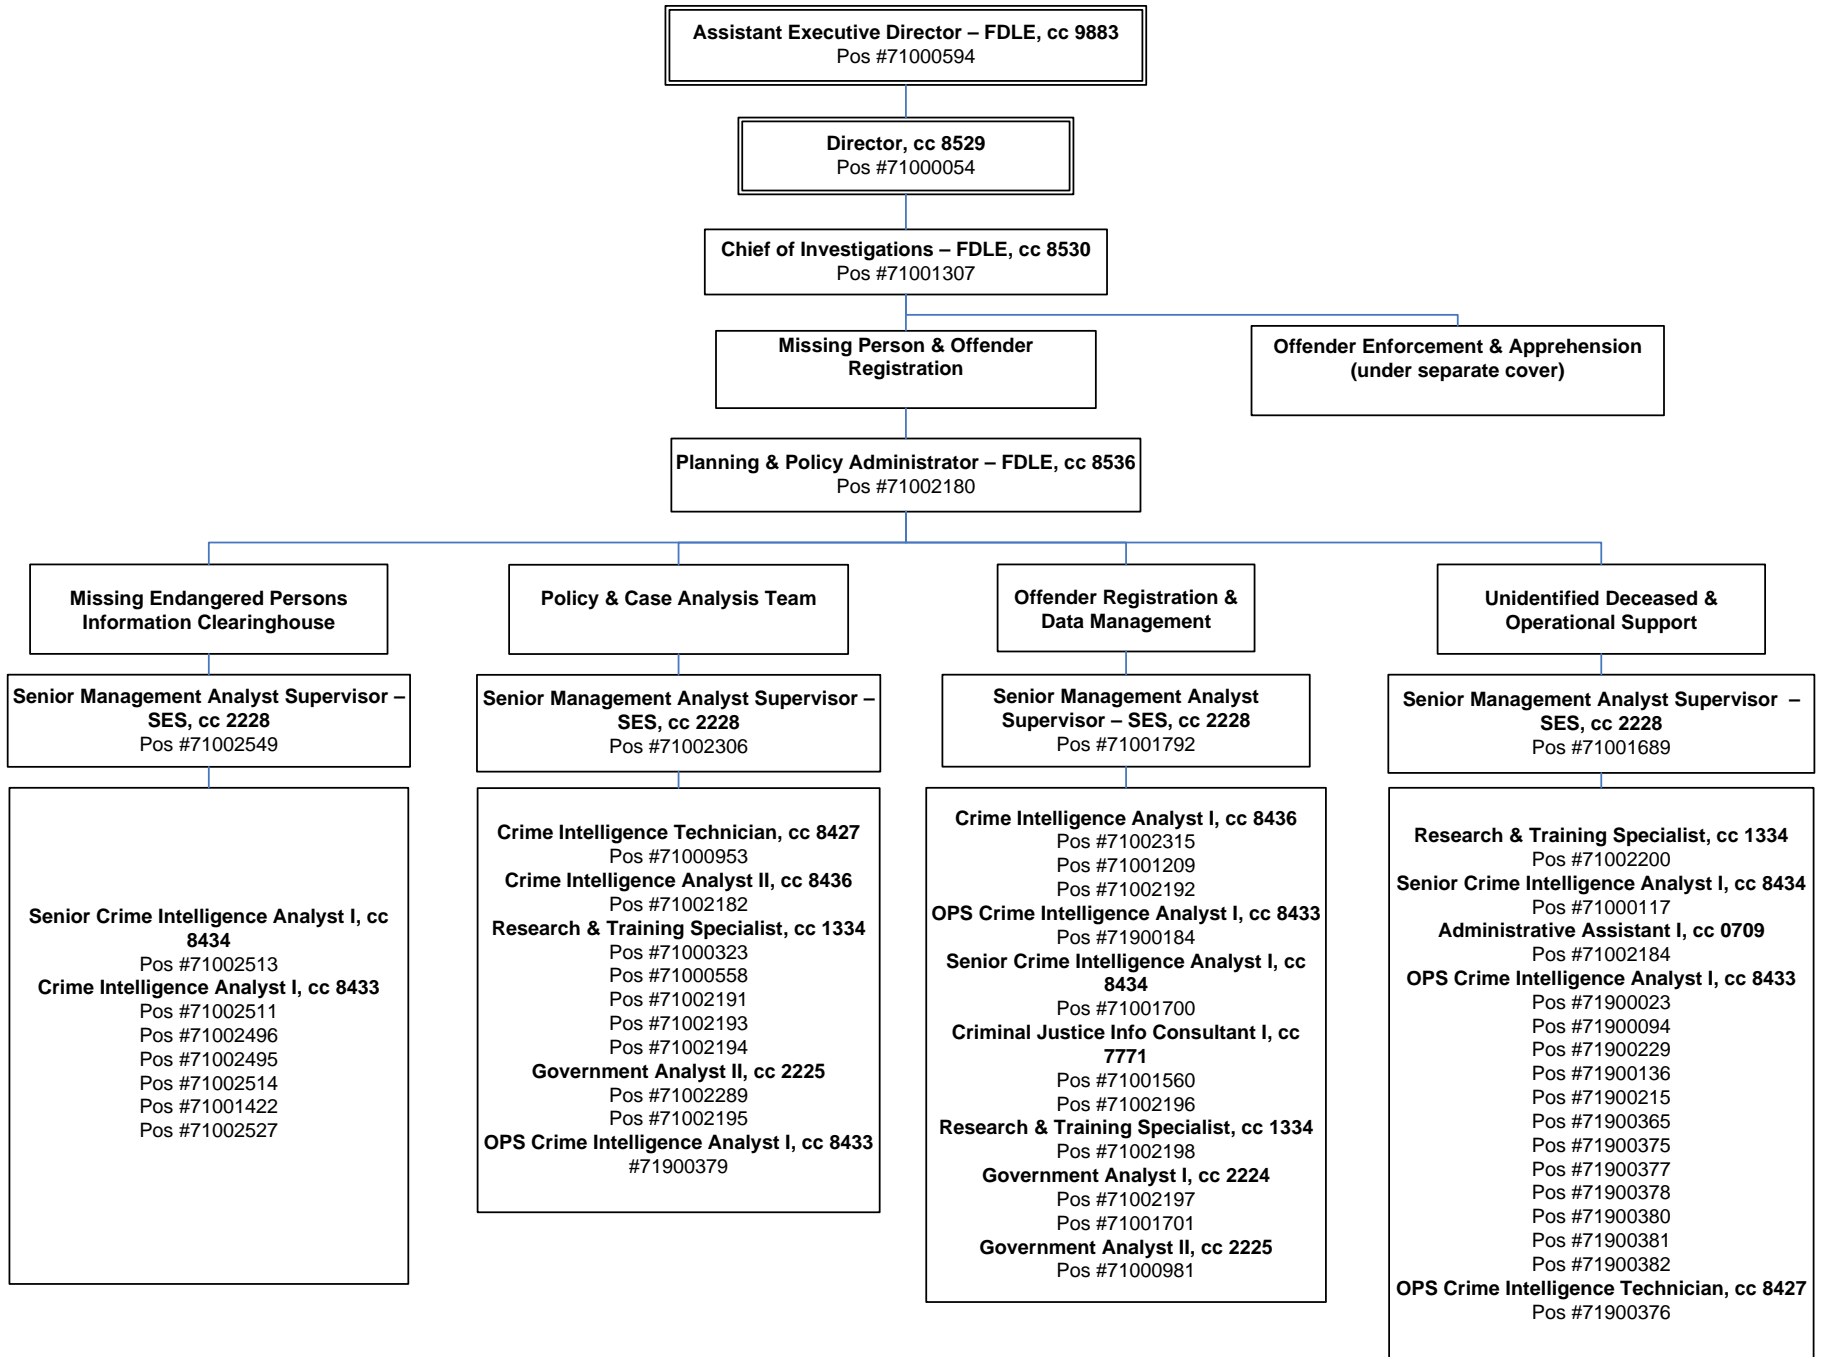 Assistant Executive Director – FDLE, cc 9883
Pos #71000594
Director, cc 8529
Pos #71000054
Chief of Investigations – FDLE, cc 8530
Pos #71001307
Missing Person & Offender
Registration
Offender Enforcement & Apprehension
(under separate cover)
Planning & Policy Administrator – FDLE, cc 8536
Pos #71002180
Missing Endangered Persons
Information Clearinghouse
Senior Management Analyst Supervisor –
SES, cc 2228
Pos #71002549
Senior Crime Intelligence Analyst I, cc
8434
Pos #71002513
Crime Intelligence Analyst I, cc 8433
Pos #71002511
Pos #71002496
Pos #71002495
Pos #71002514
Pos #71001422
Pos #71002527
Policy & Case Analysis Team
Senior Management Analyst Supervisor –
SES, cc 2228
Pos #71002306
Crime Intelligence Technician, cc 8427
Pos #71000953
Crime Intelligence Analyst II, cc 8436
Pos #71002182
Research & Training Specialist, cc 1334
Pos #71000323
Pos #71000558
Pos #71002191
Pos #71002193
Pos #71002194
Government Analyst II, cc 2225
Pos #71002289
Pos #71002195
OPS Crime Intelligence Analyst I, cc 8433
#71900379
Offender Registration &
Data Management
Senior Management Analyst
Supervisor – SES, cc 2228
Pos #71001792
Crime Intelligence Analyst I, cc 8436
Pos #71002315
Pos #71001209
Pos #71002192
OPS Crime Intelligence Analyst I, cc 8433
Pos #71900184
Senior Crime Intelligence Analyst I, cc
8434
Pos #71001700
Criminal Justice Info Consultant I, cc
7771
Pos #71001560
Pos #71002196
Research & Training Specialist, cc 1334
Pos #71002198
Government Analyst I, cc 2224
Pos #71002197
Pos #71001701
Government Analyst II, cc 2225
Pos #71000981
Unidentified Deceased &
Operational Support
Senior Management Analyst Supervisor –
SES, cc 2228
Pos #71001689
Research & Training Specialist, cc 1334
Pos #71002200
Senior Crime Intelligence Analyst I, cc 8434
Pos #71000117
Administrative Assistant I, cc 0709
Pos #71002184
OPS Crime Intelligence Analyst I, cc 8433
Pos #71900023
Pos #71900094
Pos #71900229
Pos #71900136
Pos #71900215
Pos #71900365
Pos #71900375
Pos #71900377
Pos #71900378
Pos #71900380
Pos #71900381
Pos #71900382
OPS Crime Intelligence Technician, cc 8427
Pos #71900376